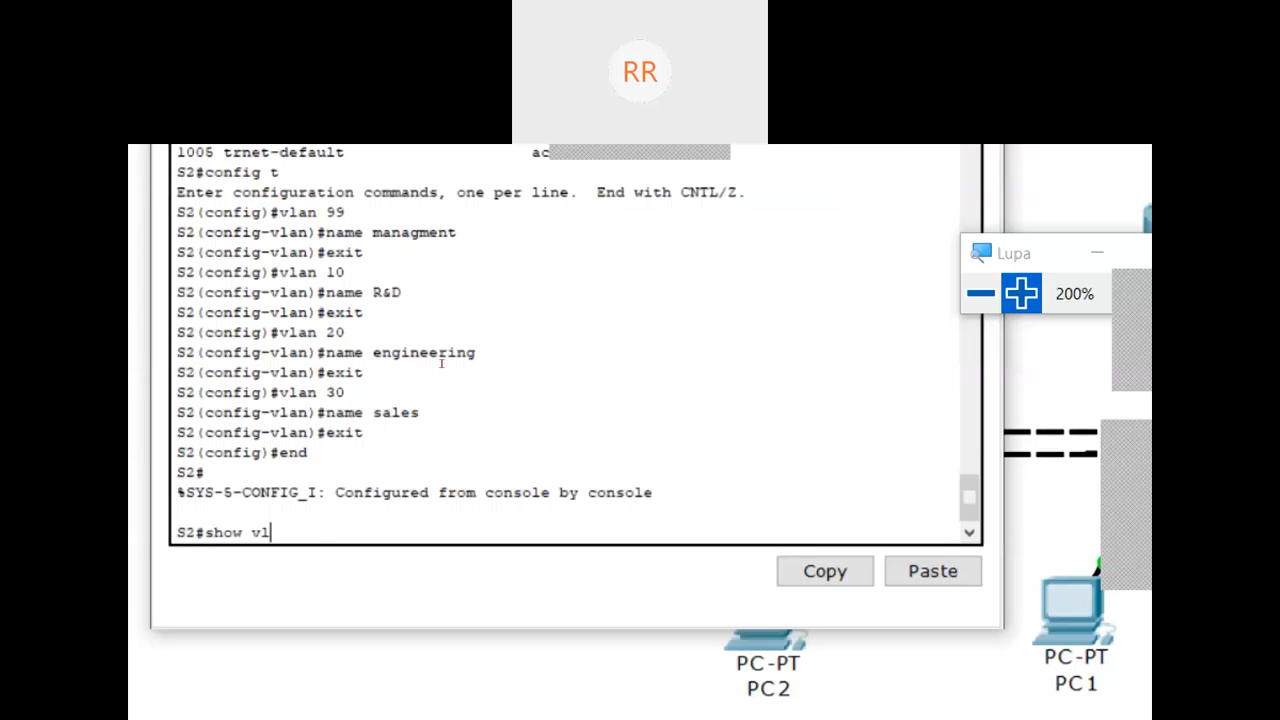 RR
1005 trnet-default ac
S2#config t
Enter configuration commands, one per line. End with CNTL/Z.
S2(config)#vlan 99
S2(config-vlan)#name managment
S2(config-vlan)#exit
S2(config)#vlan 10
S2(config-vlan)#name R&D
S2(config-vlan)#exit
S2(config)#vlan 20
S2(config-vlan)#name engineering
S2(config-vlan)#exit
S2(config)#vlan 30
S2(config-vlan)#name sales
S2(config-vlan)#exit
S2(config)#end
S2#
%SYS-5-CONFIG_I: Configured from console by console
S2#show vl
Copy Paste
Lupa
200%
PC-PT
PC2
PC-PT
PC1